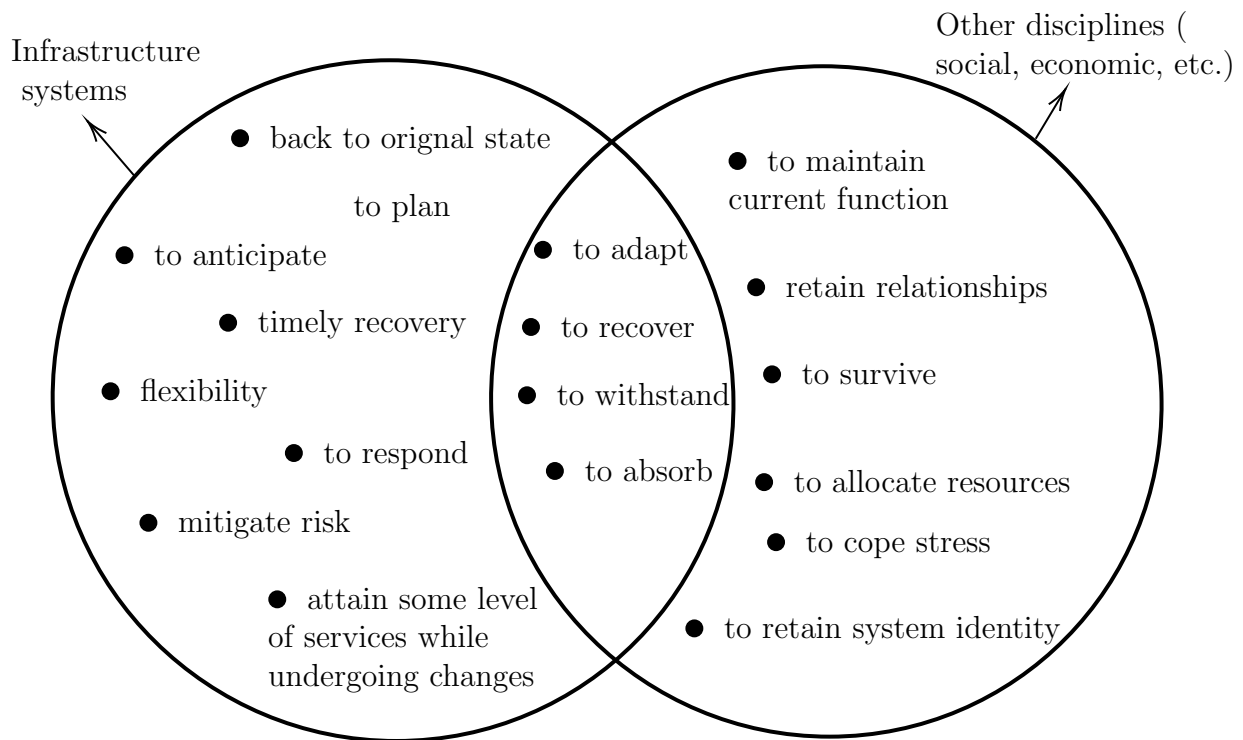 Infrastructure
systems
Other disciplines (
social, economic, etc.)
back to orignal state
to plan
to anticipate
timely recovery
flexibility
to respond
mitigate risk
attain some level
of services while
undergoing changes
to adapt
to recover
to withstand
to absorb
to maintain
current function
retain relationships
to survive
to allocate resources
to cope stress
to retain system identity